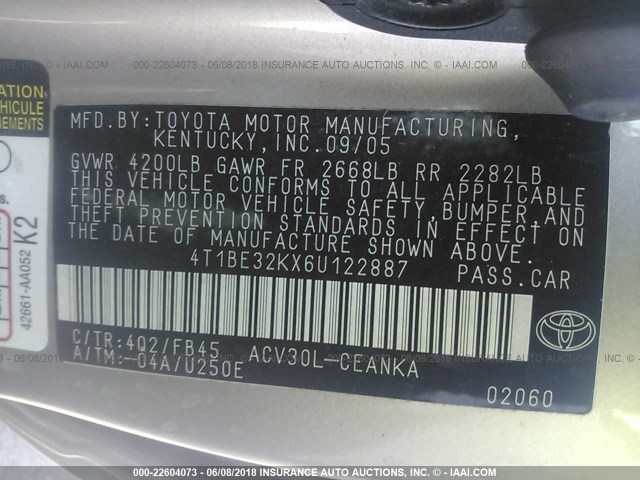 000-22604073 - 06/08/2018 - INSURANCE AUTO AUCTIONS, INC. - IAAI.COM
MFD.BY:TOYOTA MOTOR MANUFACTURING,
KENTUCKY,INC.09/05
GVWR 4200LB GAWR FR 2668LB RR 2282LB
THIS VEHICLE CONFORMS TO ALL APPLICABLE
FEDERAL MOTOR VEHICLE SAFETY,BUMPER,AND
THEFT PREVENTION STANDARDS IN EFFECT ON
THE DATE OF MANUFACTURE SHOWN ABOVE.
4T1BE32KX6U122887
PASS.CAR
C/TR:4Q2/FB45 ACV30L-CEANKA
A/TM:-04A/U250E
TOYOTA
02060
42661-AA052
K2
000-22604073 - 06/08/2018 - INSURANCE AUTO AUCTIONS, INC. - IAAI.COM